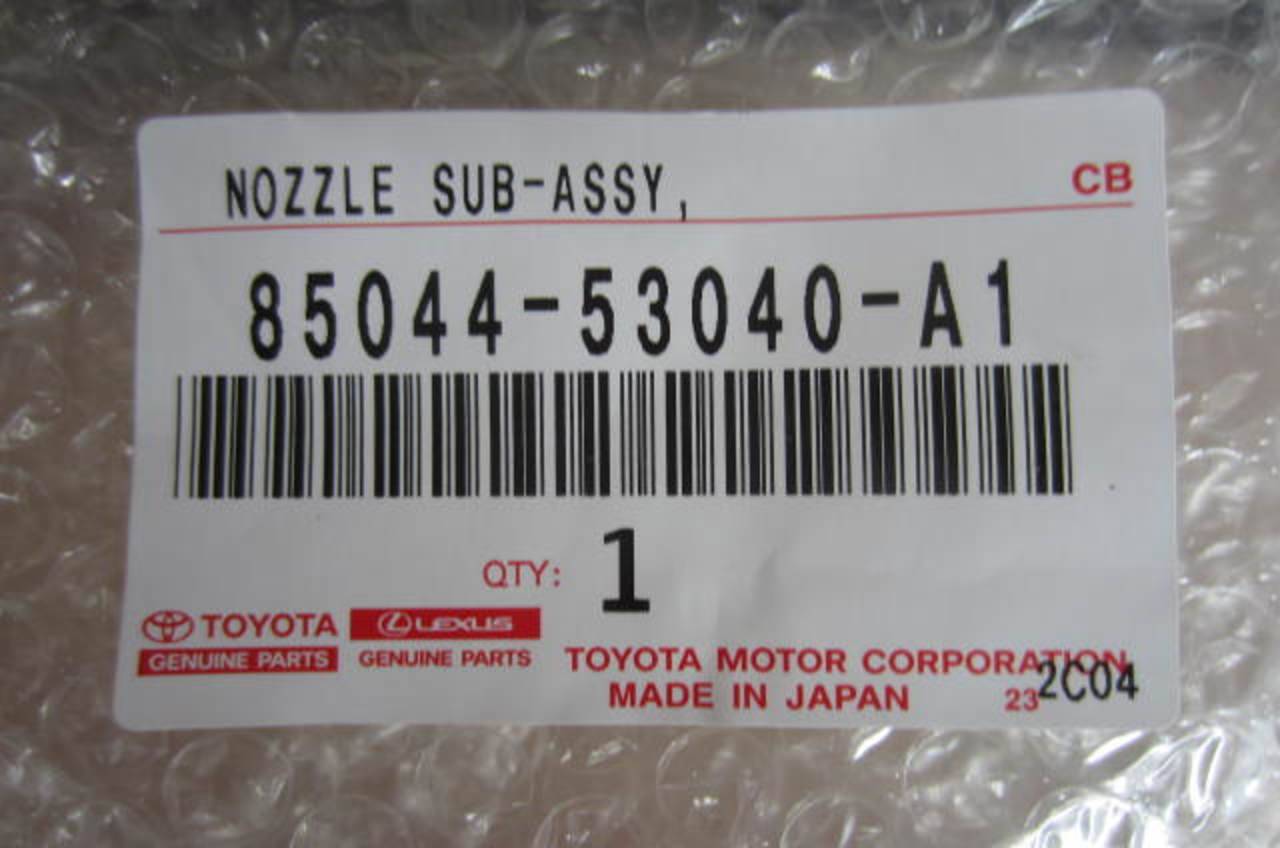 NOZZLE SUB-ASSY,
CB
85044-53040-A1
QTY: 1
TOYOTA LEXUS
GENUINE PARTS GENUINE PARTS
TOYOTA MOTOR CORPORATION
MADE IN JAPAN 23 2C04